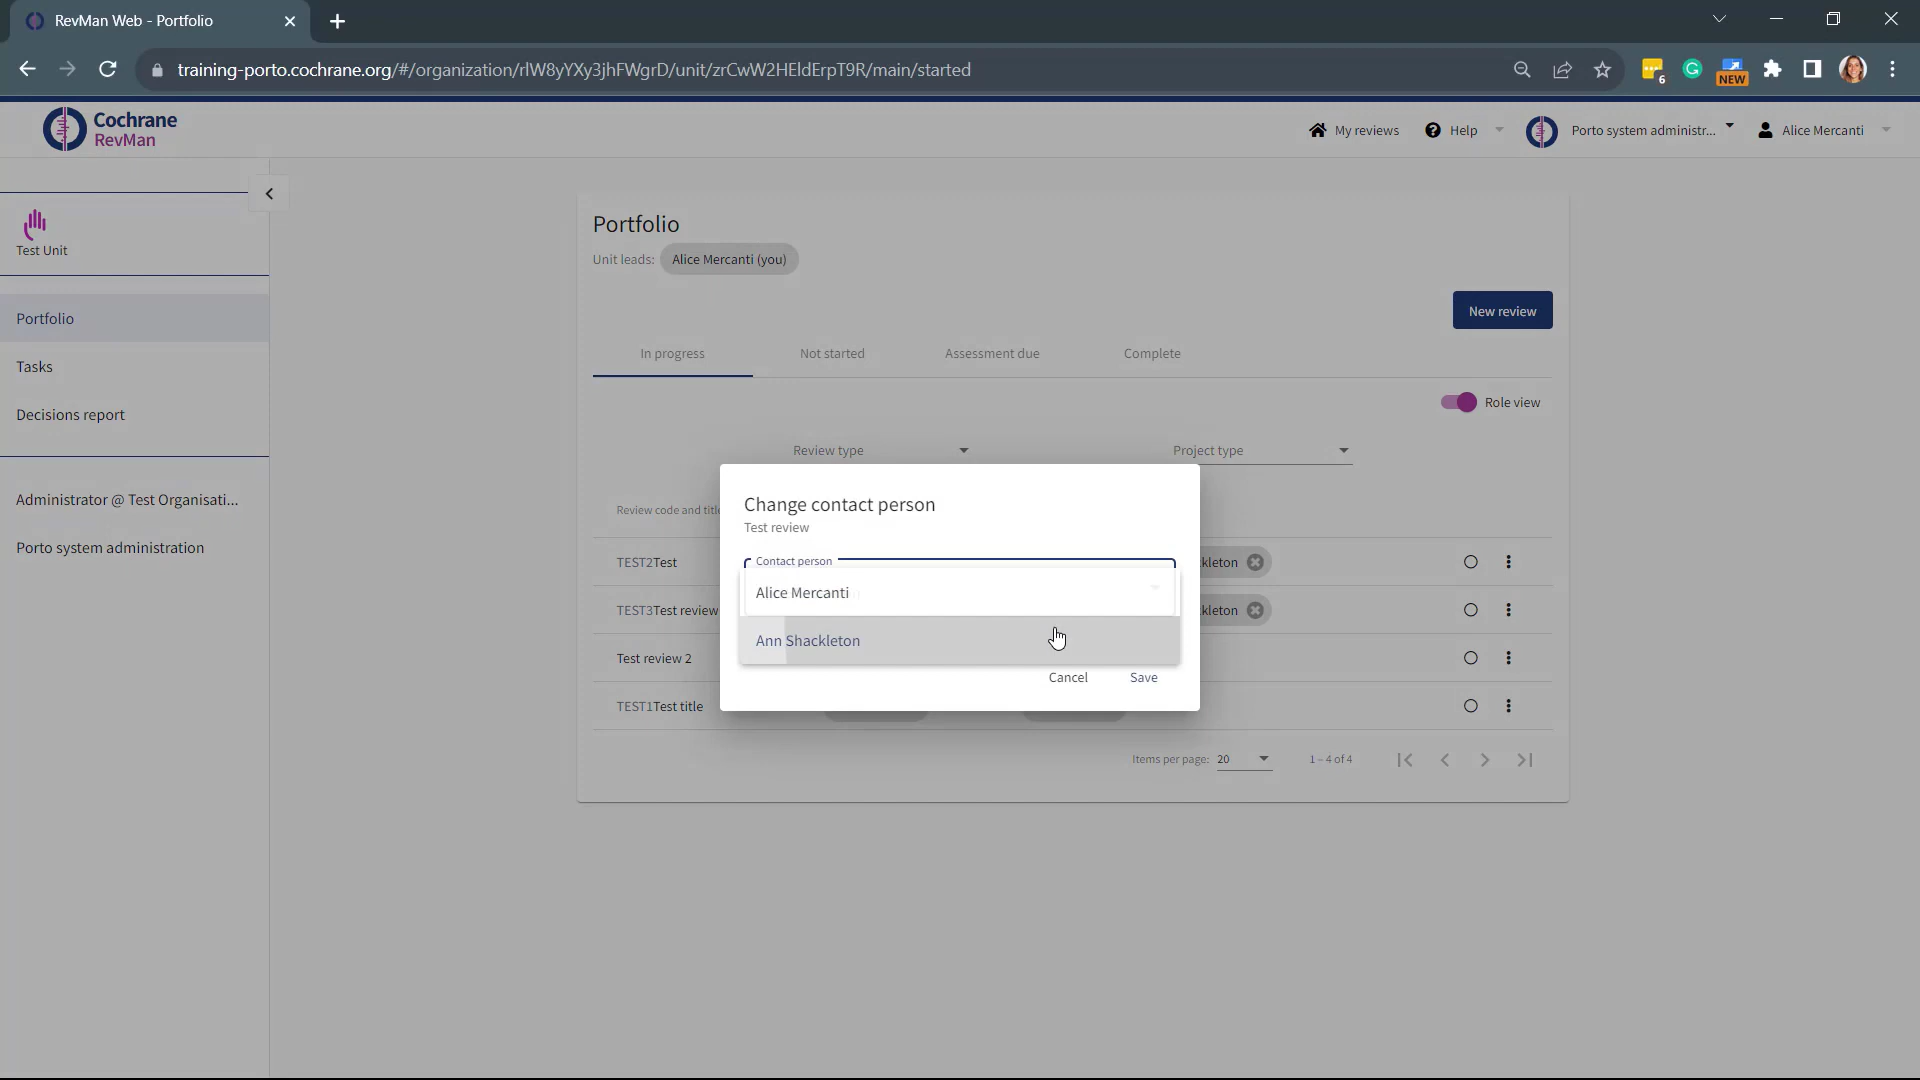 RevMan Web - Portfolio
training-porto.cochrane.org/#/organization/rlW8yYXy3jhFWgrD/unit/zrCwW2HEldErpT9R/main/started
6
NEW
Cochrane
RevMan
My reviews
Help
Porto system administr...
Alice Mercanti
Test Unit
Portfolio
Tasks
Decisions report
Administrator @ Test Organisati...
Porto system administration
Portfolio
Unit leads: Alice Mercanti (you)
New review
In progress
Not started
Assessment due
Complete
Role view
Review type
Project type
Review code and title
TEST2Test
kleton
TEST3Test review
kleton
Test review 2
TEST1Test title
Items per page: 20
1 – 4 of 4
Change contact person
Test review
Contact person
Alice Mercanti
Ann Shackleton
Cancel
Save